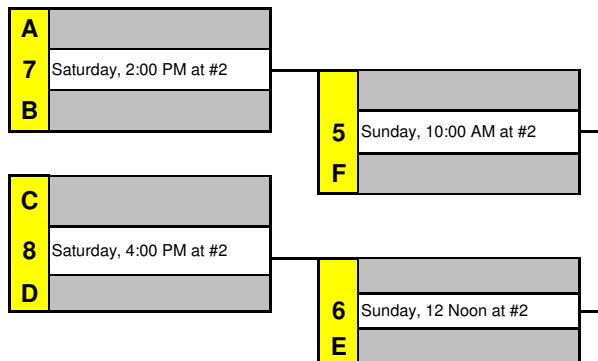 A
7 Saturday, 2:00 PM at #2
B
5 Sunday, 10:00 AM at #2
F
C
8 Saturday, 4:00 PM at #2
D
6 Sunday, 12 Noon at #2
E